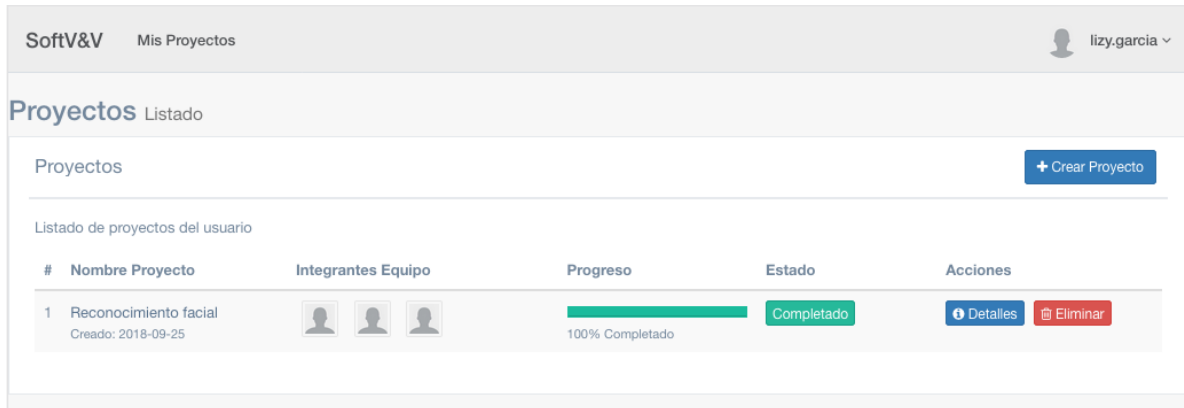 SoftV&V Mis Proyectos lizy.garcia
Proyectos Listado
Proyectos + Crear Proyecto
Listado de proyectos del usuario
# Nombre Proyecto Integrantes Equipo Progreso Estado Acciones
1 Reconocimiento facial Completado Detalles Eliminar
Creado: 2018-09-25 100% Completado